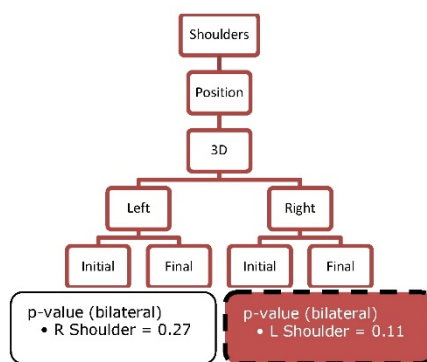 Shoulders
Position
3D
Left
Right
Initial
Final
Initial
Final
p-value (bilateral)
• R Shoulder = 0.27
p-value (bilateral)
• L Shoulder = 0.11